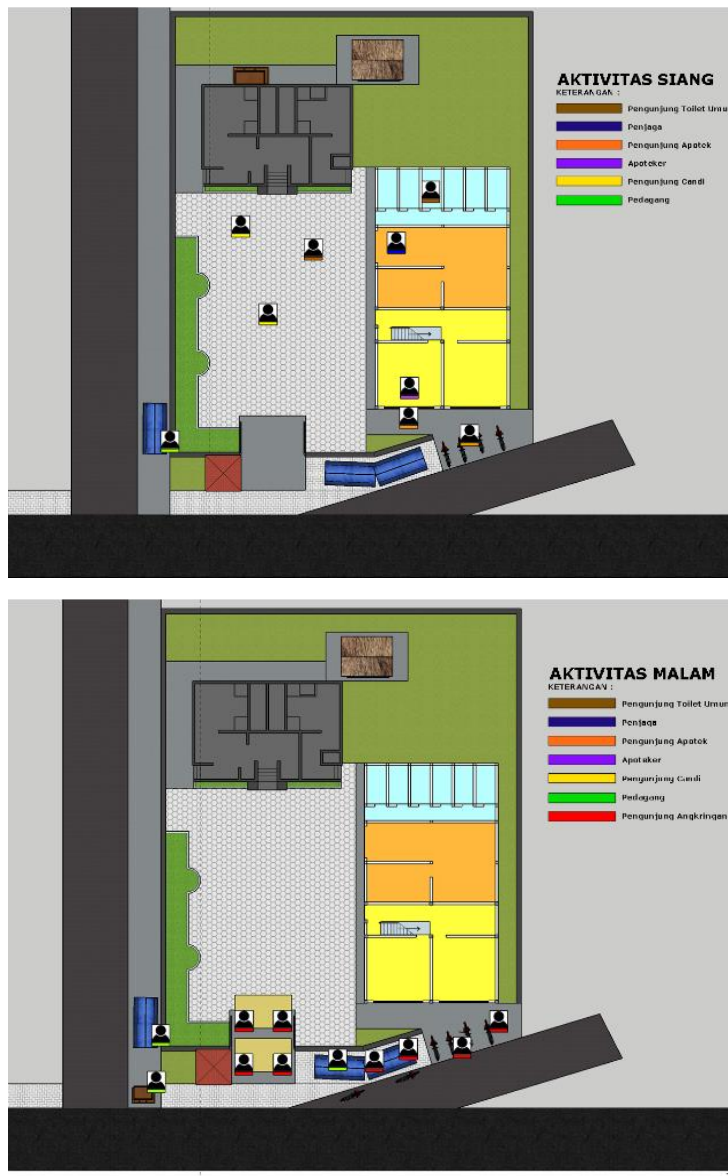 AKTIVITAS SIANG
KETERANGAN :
Pengunjung Toilet Umum
Penjaga
Pengunjung Apotek
Apoteker
Pengunjung Candi
Pedagang
AKTIVITAS MALAM
KETERANGAN :
Pengunjung Toilet Umum
Penjaga
Pengunjung Apotek
Apoteker
Pengunjung Candi
Pedagang
Pengunjung Angkringan